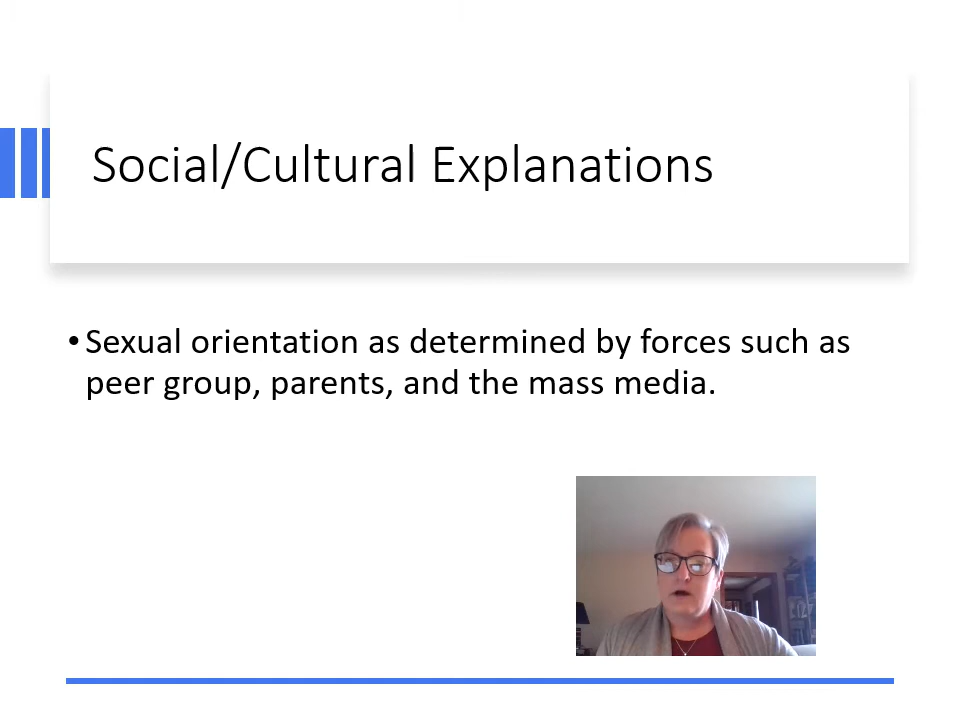 Social/Cultural Explanations
• Sexual orientation as determined by forces such as
peer group, parents, and the mass media.